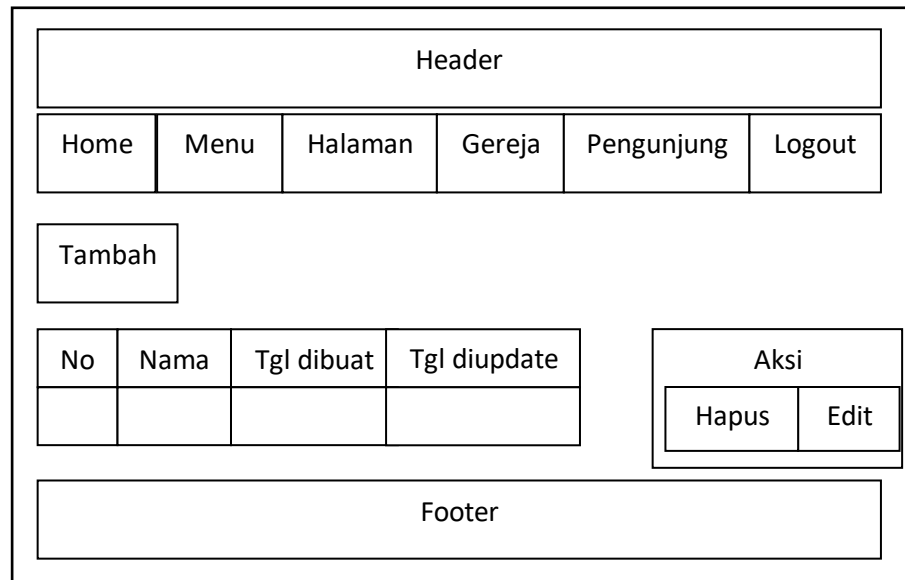 Header
Home Menu Halaman Gereja Pengunjung Logout
Tambah
No Nama Tgl dibuat Tgl diupdate Aksi
Hapus Edit
Footer